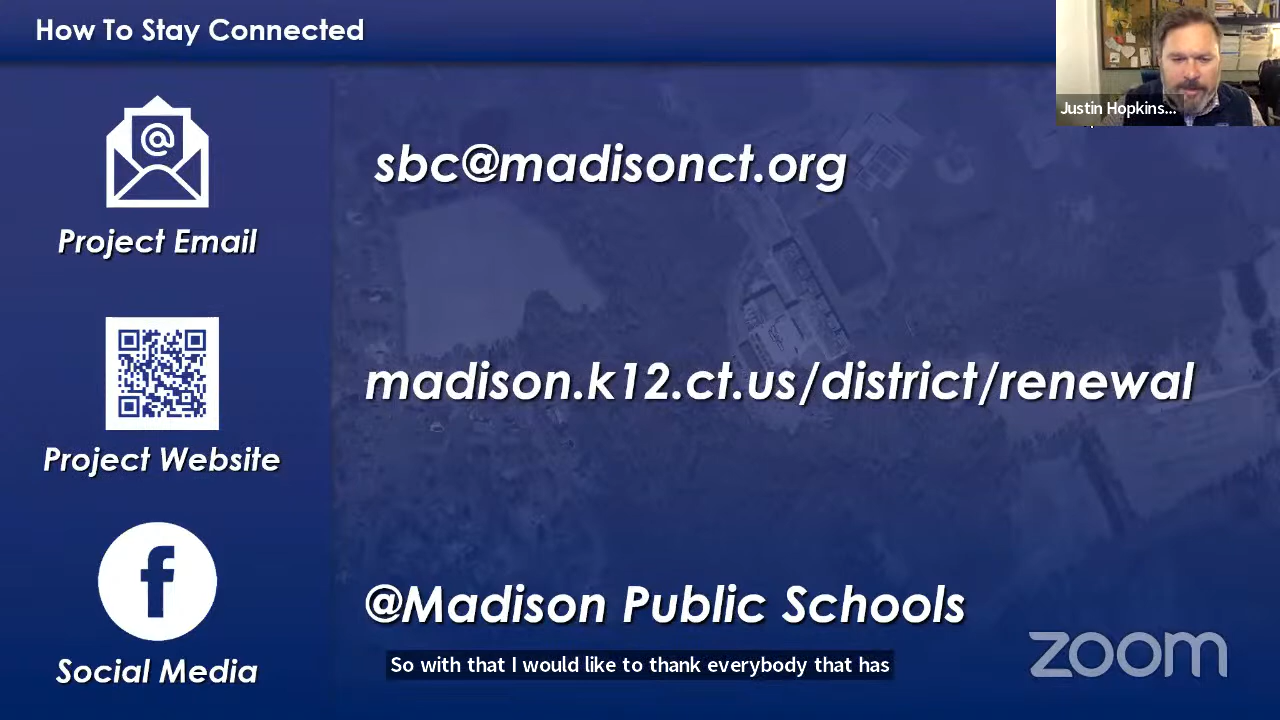 How To Stay Connected
Justin Hopkins...
sbc@madisonct.org
Project Email
madison.k12.ct.us/district/renewal
Project Website
@Madison Public Schools
Social Media
So with that I would like to thank everybody that has
zoom